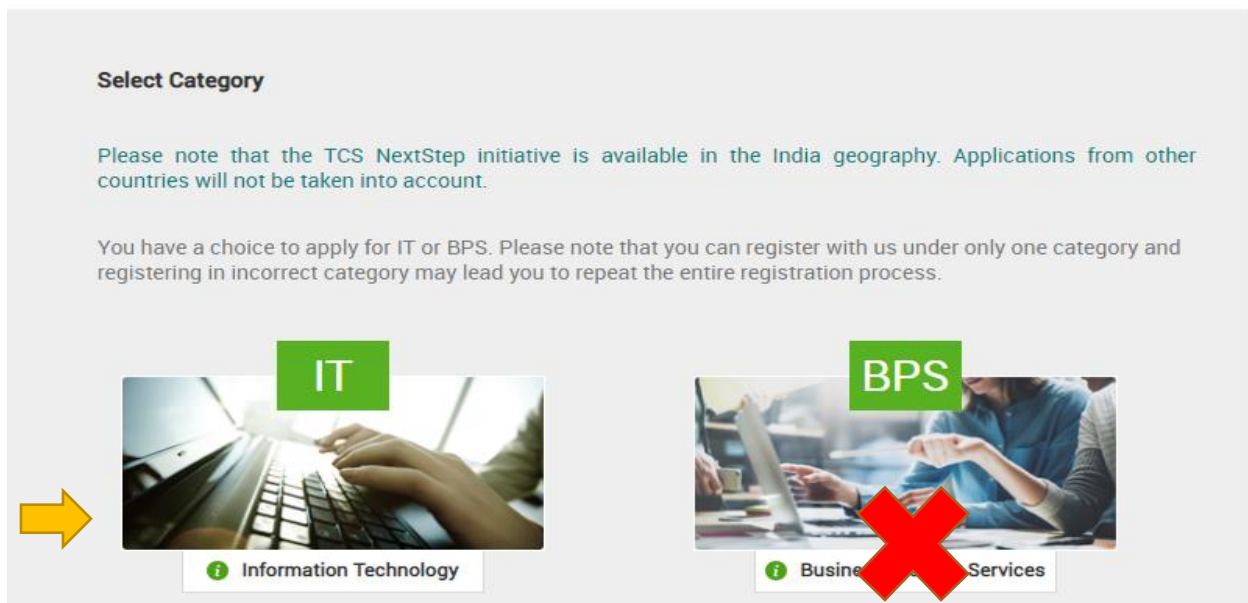 Select Category
Please note that the TCS NextStep initiative is available in the India geography. Applications from other
countries will not be taken into account.
You have a choice to apply for IT or BPS. Please note that you can register with us under only one category and
registering in incorrect category may lead you to repeat the entire registration process.
IT
BPS
Information Technology
Services